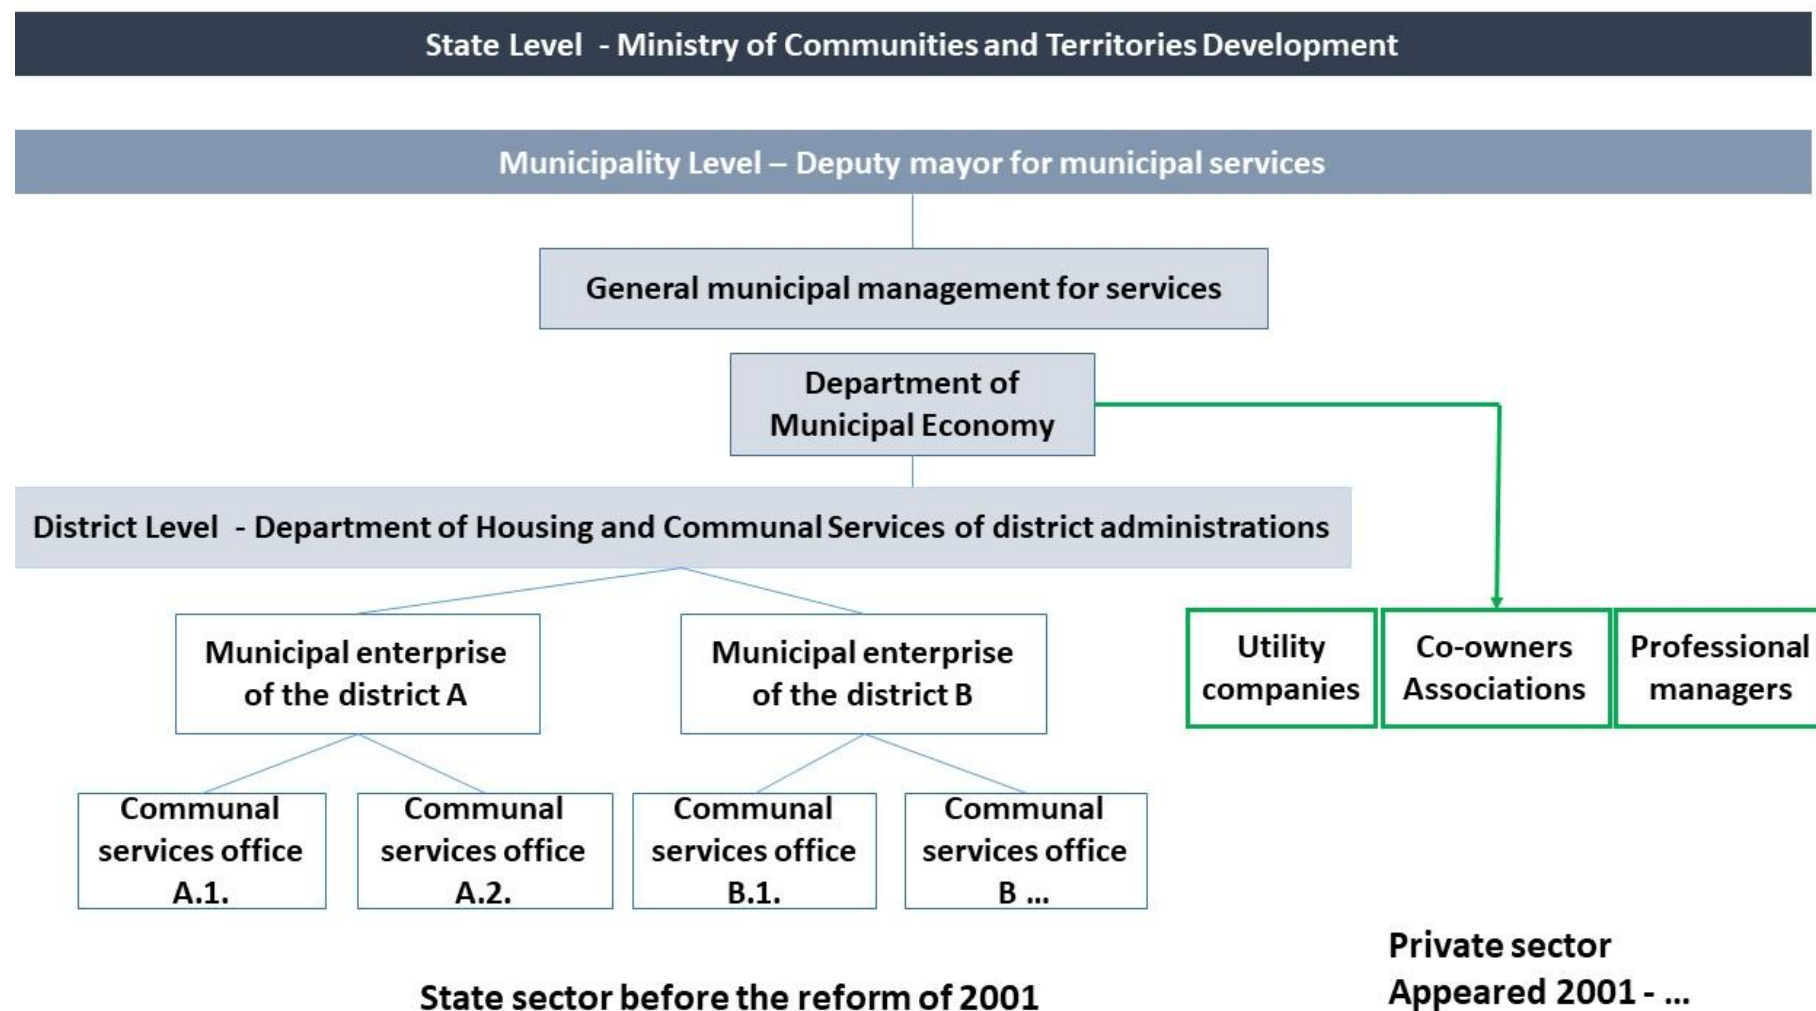 State Level - Ministry of Communities and Territories Development
Municipality Level – Deputy mayor for municipal services
General municipal management for services
Department of
Municipal Economy
District Level - Department of Housing and Communal Services of district administrations
Municipal enterprise
of the district A
Municipal enterprise
of the district B
Utility
companies
Co-owners
Associations
Professional
managers
Communal
services office
A.1.
Communal
services office
A.2.
Communal
services office
B.1.
Communal
services office
B ...
State sector before the reform of 2001
Private sector
Appeared 2001 - ...